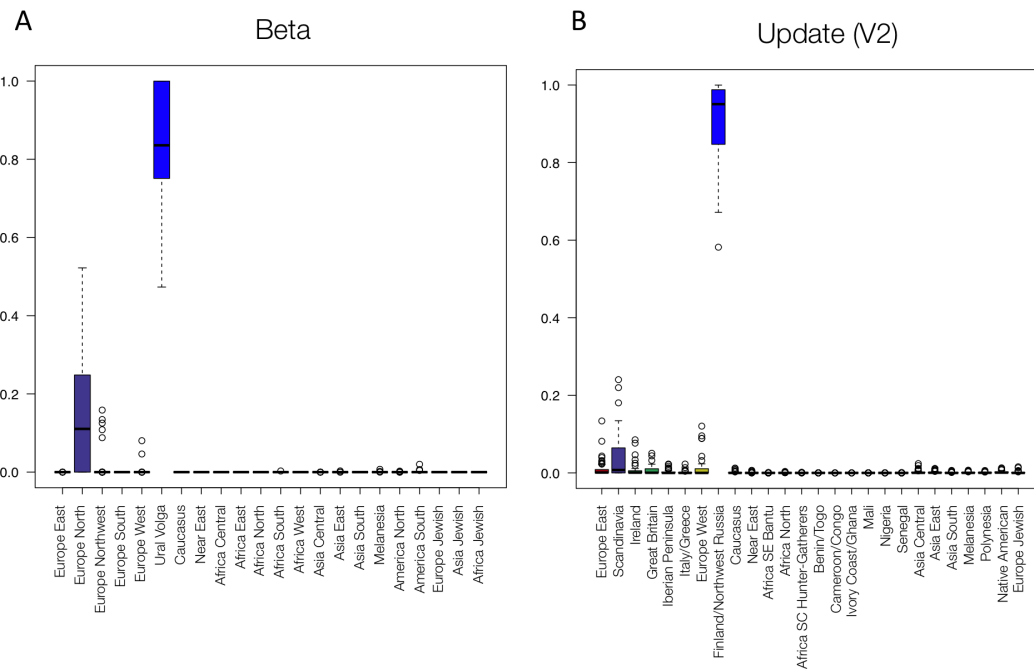 A
Beta
1.0
0.8
0.6
0.4
0.2
0.0
Europe East
Europe North
Europe Northwest
Europe South
Europe West
Ural Volga
Caucasus
Near East
Africa Central
Africa East
Africa North
Africa South
Africa West
Asia Central
Asia East
Asia South
Melanesia
America North
America South
Europe Jewish
Asia Jewish
Africa Jewish
B
Update (V2)
1.0
0.8
0.6
0.4
0.2
0.0
Europe East
Scandinavia
Ireland
Great Britain
Iberian Peninsula
Italy/Greece
Europe West
Finland/Northwest Russia
Caucasus
Near East
Africa SE Bantu
Africa North
Africa SC Hunter-Gatherers
Benin/Togo
Cameroon/Congo
Ivory Coast/Ghana
Mali
Nigeria
Senegal
Asia Central
Asia East
Asia South
Melanesia
Polynesia
Native American
Europe Jewish